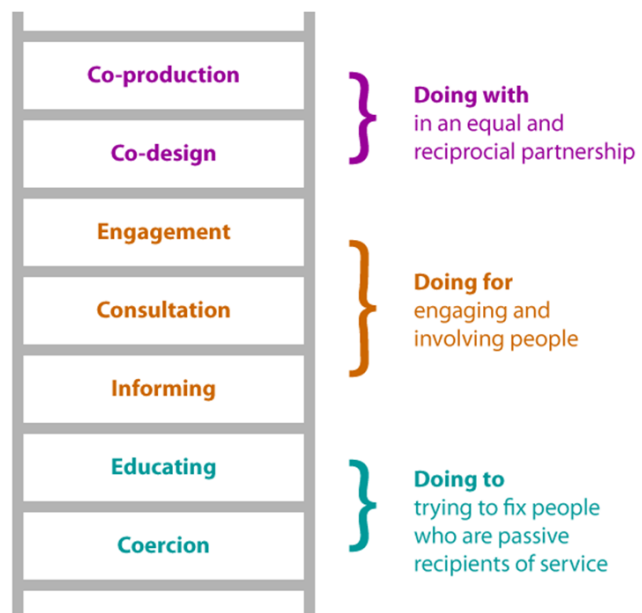 Co-production
Co-design
Doing with
in an equal and
reciprocial partnership
Engagement
Consultation
Informing
Doing for
engaging and
involving people
Educating
Coercion
Doing to
trying to fix people
who are passive
recipients of service